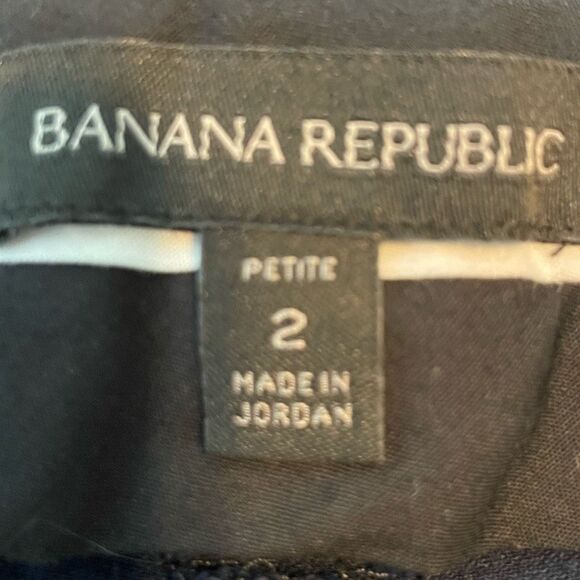 BANANA REPUBLIC
PETITE
2
MADE IN
JORDAN